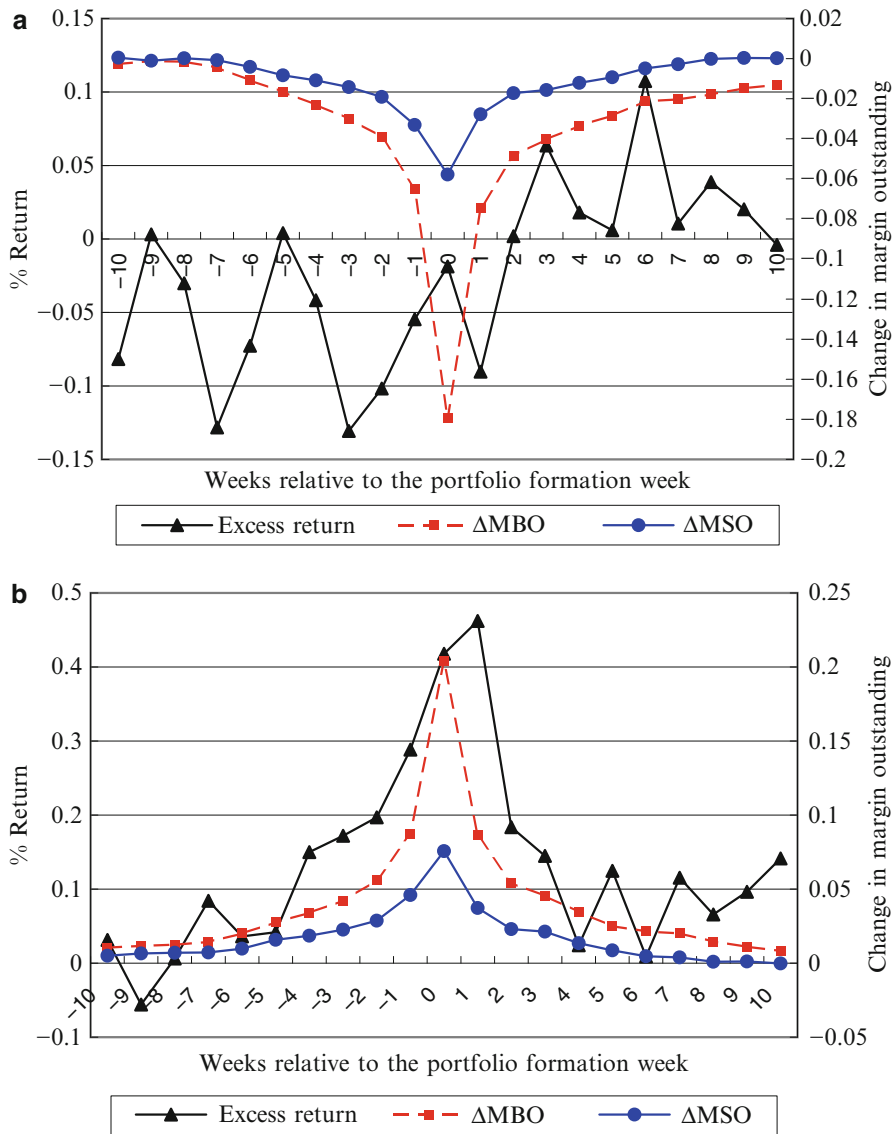 a
0.15
0.1
0.05
0
−0.05
−0.1
−0.15
% Return
0.02
0
−0.02
−0.04
−0.06
−0.08
−0.1
−0.12
−0.14
−0.16
−0.18
−0.2
Change in margin outstanding
−10 −9 −8 −7 −6 −5 −4 −3 −2 −1 0 1 2 3 4 5 6 7 8 9 10
Weeks relative to the portfolio formation week
Excess return ΔMBO ΔMSO
b
0.5
0.4
0.3
0.2
0.1
0
−0.1
% Return
0.25
0.2
0.15
0.1
0.05
0
−0.05
Change in margin outstanding
−10 −9 −8 −7 −6 −5 −4 −3 −2 −1 0 1 2 3 4 5 6 7 8 9 10
Weeks relative to the portfolio formation week
Excess return ΔMBO ΔMSO